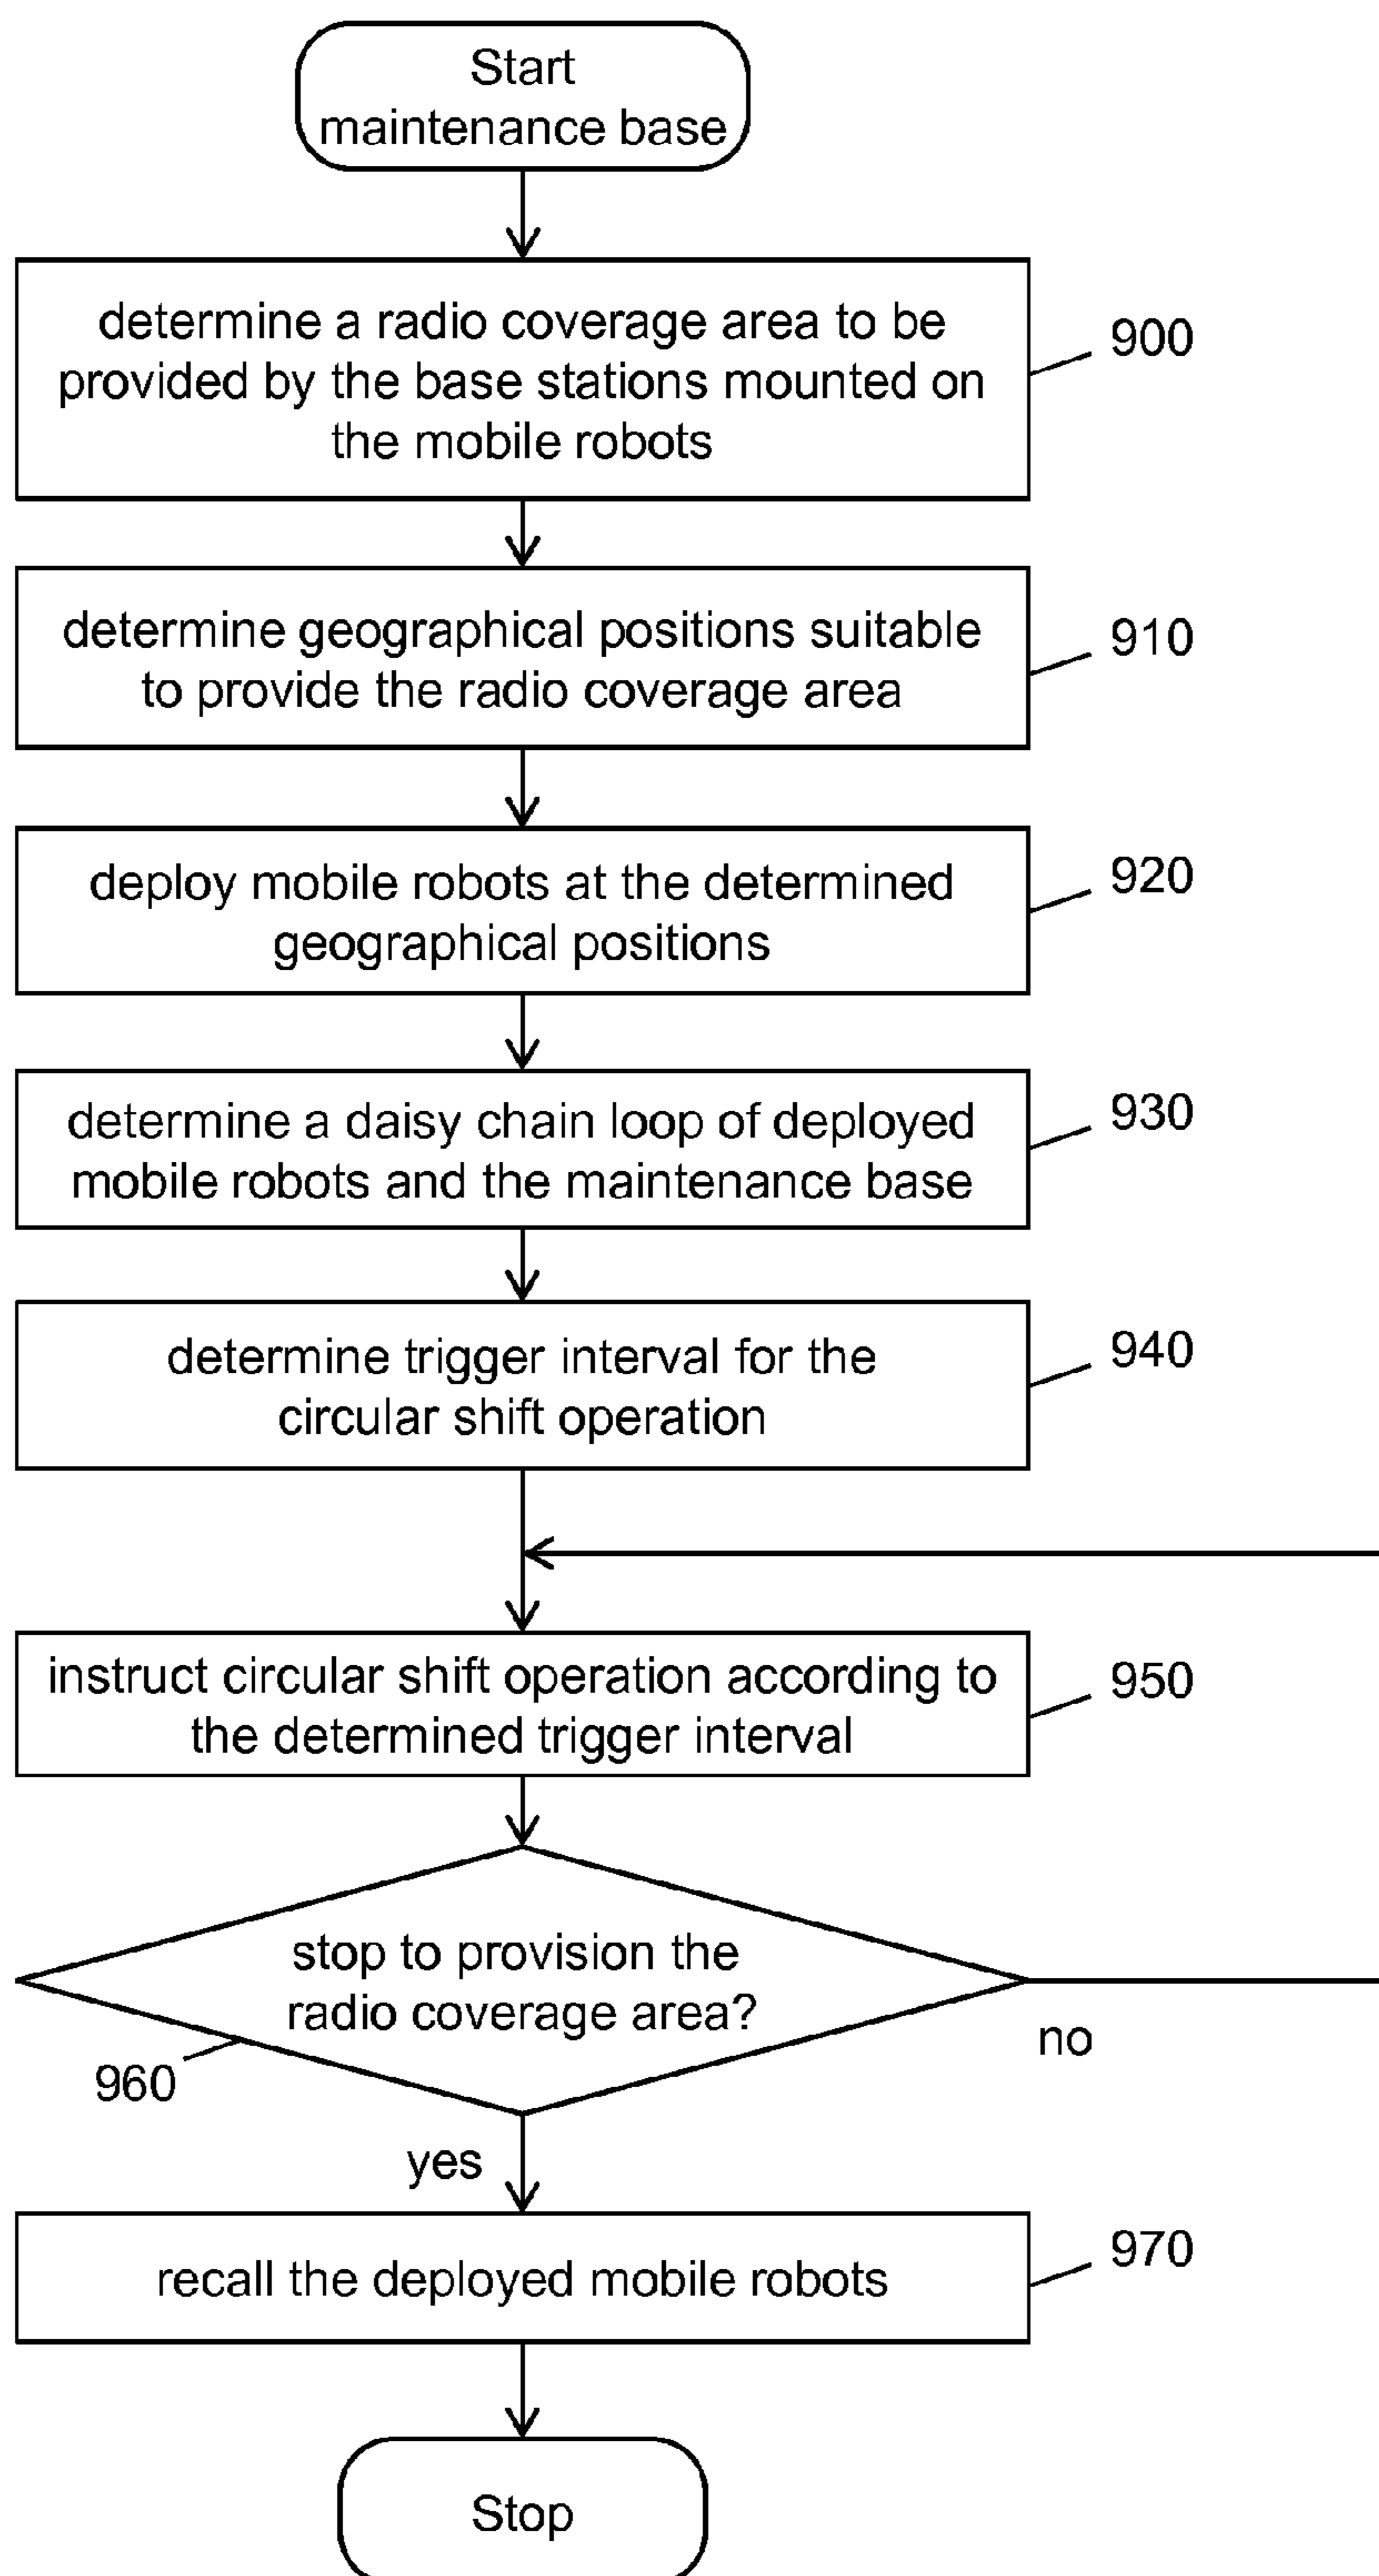 Start
maintenance base
determine a radio coverage area to be
provided by the base stations mounted on
the mobile robots
900
determine geographical positions suitable
to provide the radio coverage area
910
deploy mobile robots at the determined
geographical positions
920
determine a daisy chain loop of deployed
mobile robots and the maintenance base
930
determine trigger interval for the
circular shift operation
940
instruct circular shift operation according to
the determined trigger interval
950
stop to provision the
radio coverage area?
no
960
yes
recall the deployed mobile robots
970
Stop